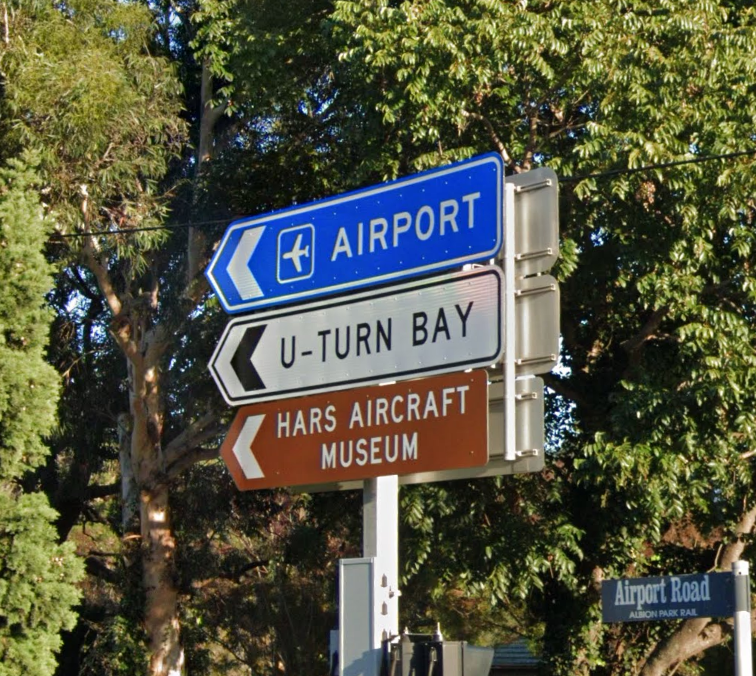 AIRPORT
U-TURN BAY
HARS AIRCRAFT
MUSEUM
Airport Road
ALBION PARK RAIL